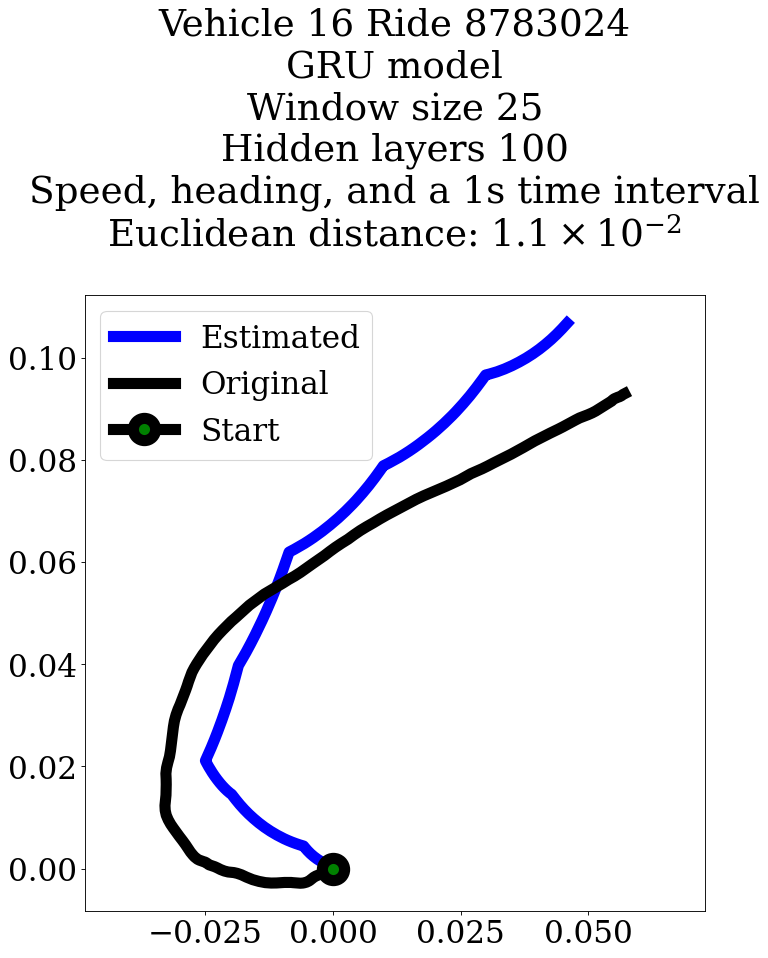 Vehicle 16 Ride 8783024
GRU model
Window size 25
Hidden layers 100
Speed, heading, and a 1s time interval
Euclidean distance: 1.1 × 10⁻²
Estimated
Original
Start
0.10
0.08
0.06
0.04
0.02
0.00
−0.025 0.000 0.025 0.050